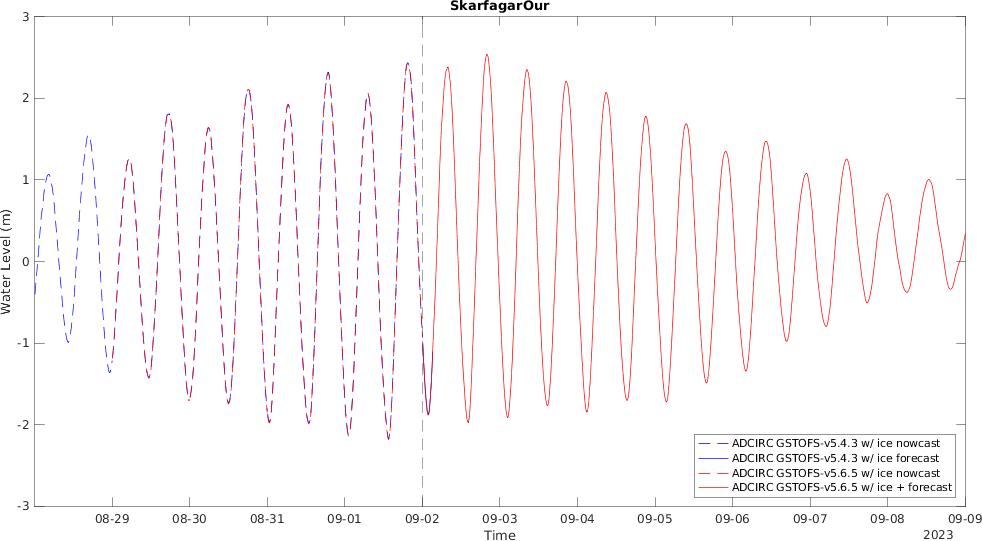 SkarfagarOur
3
2
1
0
-1
-2
-3
Water Level (m)
ADCIRC GSTOFS-v5.4.3 w/ ice nowcast
ADCIRC GSTOFS-v5.4.3 w/ ice forecast
ADCIRC GSTOFS-v5.6.5 w/ ice nowcast
ADCIRC GSTOFS-v5.6.5 w/ ice + forecast
08-29 08-30 08-31 09-01 09-02 09-03 09-04 09-05 09-06 09-07 09-08 09-09
Time
2023